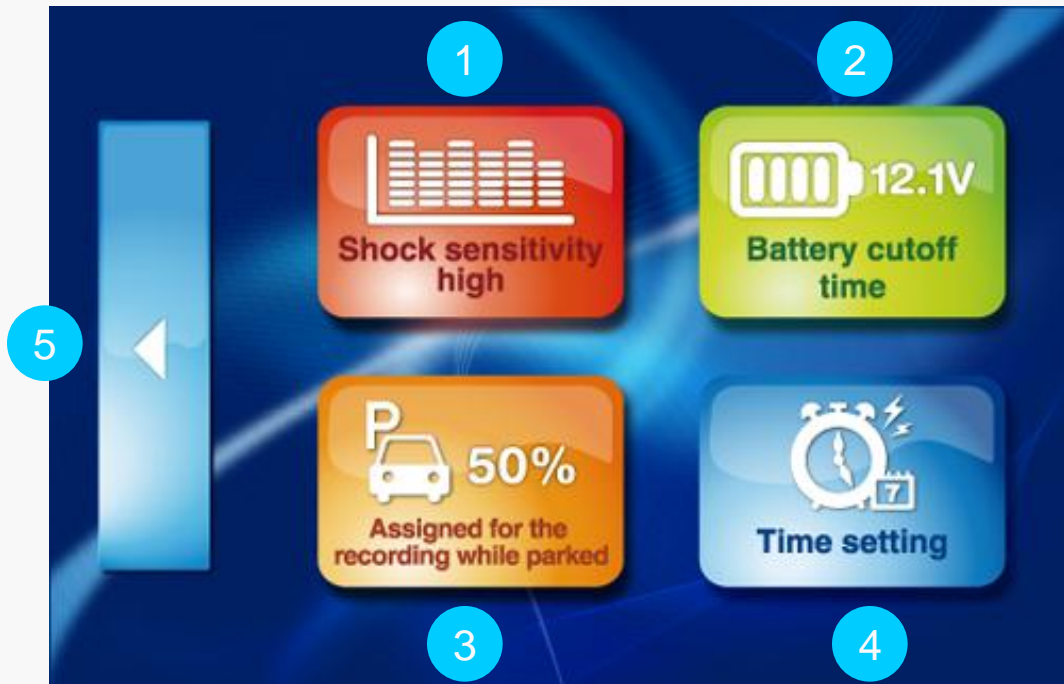 1
2
Shock sensitivity
high
12.1V
Battery cutoff
time
5
P
50%
Assigned for the
recording while parked
7
Time setting
3
4